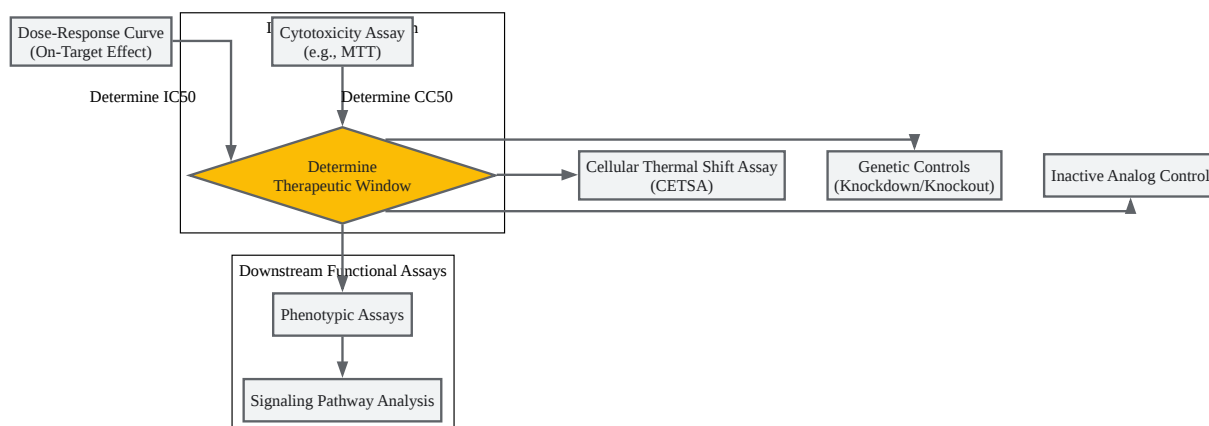 Dose-Response Curve
(On-Target Effect)
Cytotoxicity Assay
(e.g., MTT)
Determine IC50
Determine CC50
Determine
Therapeutic Window
Cellular Thermal Shift Assay
(CETSA)
Genetic Controls
(Knockdown/Knockout)
Inactive Analog Control
Downstream Functional Assays
Phenotypic Assays
Signaling Pathway Analysis